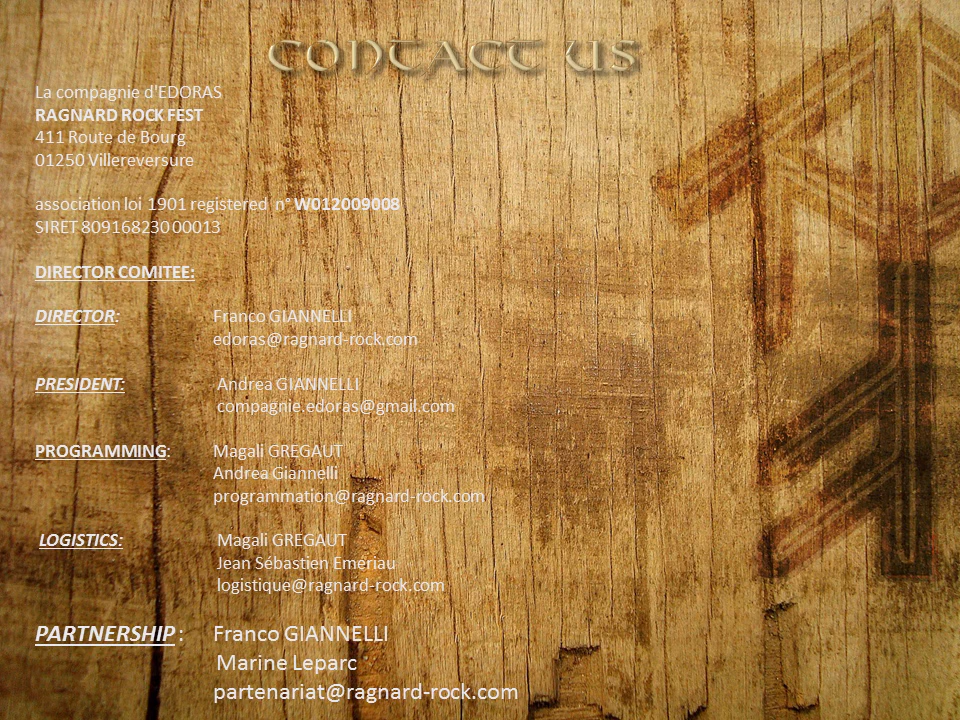 CONTACT US
La compagnie d'EDORAS
RAGNARD ROCK FEST
411 Route de Bourg
01250 Villereversure
association loi 1901 registered n° W012009008
SIRET 809168230 00013
DIRECTOR COMITEE:
DIRECTOR: Franco GIANNELLI
edoras@ragnard-rock.com
PRESIDENT: Andrea GIANNELLI
compagnie.edoras@gmail.com
PROGRAMMING: Magali GREGAUT
Andrea Giannelli
programmation@ragnard-rock.com
LOGISTICS: Magali GREGAUT
Jean Sébastien Emeriau
logistique@ragnard-rock.com
PARTNERSHIP : Franco GIANNELLI
Marine Leparc
partenariat@ragnard-rock.com